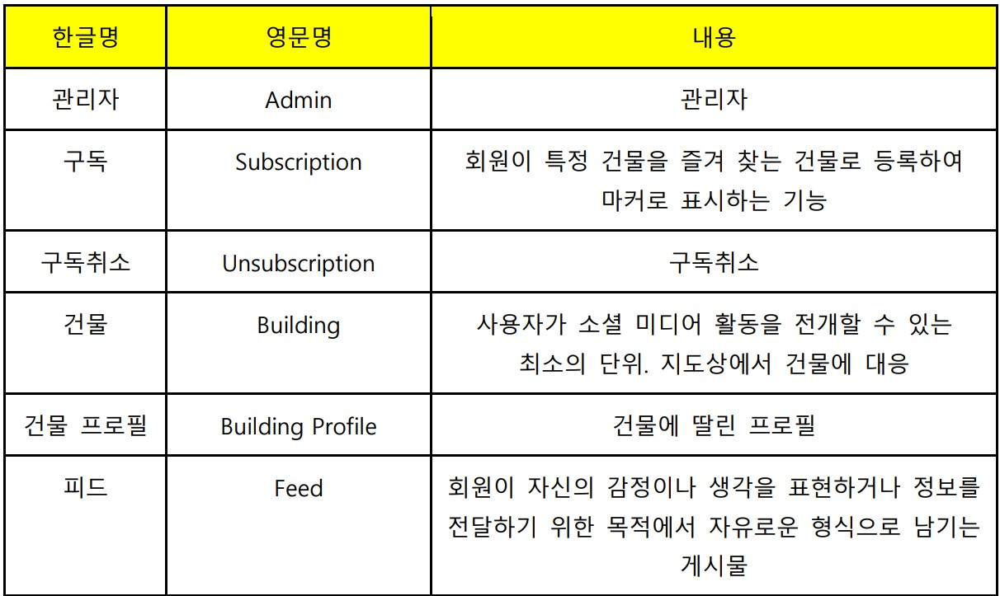 한글명 영문명 내용
관리자 Admin 관리자
구독 Subscription 회원이 특정 건물을 즐겨 찾는 건물로 등록하여
마커로 표시하는 기능
구독취소 Unsubscription 구독취소
건물 Building 사용자가 소셜 미디어 활동을 전개할 수 있는
최소의 단위. 지도상에서 건물에 대응
건물 프로필 Building Profile 건물에 딸린 프로필
피드 Feed 회원이 자신의 감정이나 생각을 표현하거나 정보를
전달하기 위한 목적에서 자유로운 형식으로 남기는
게시물